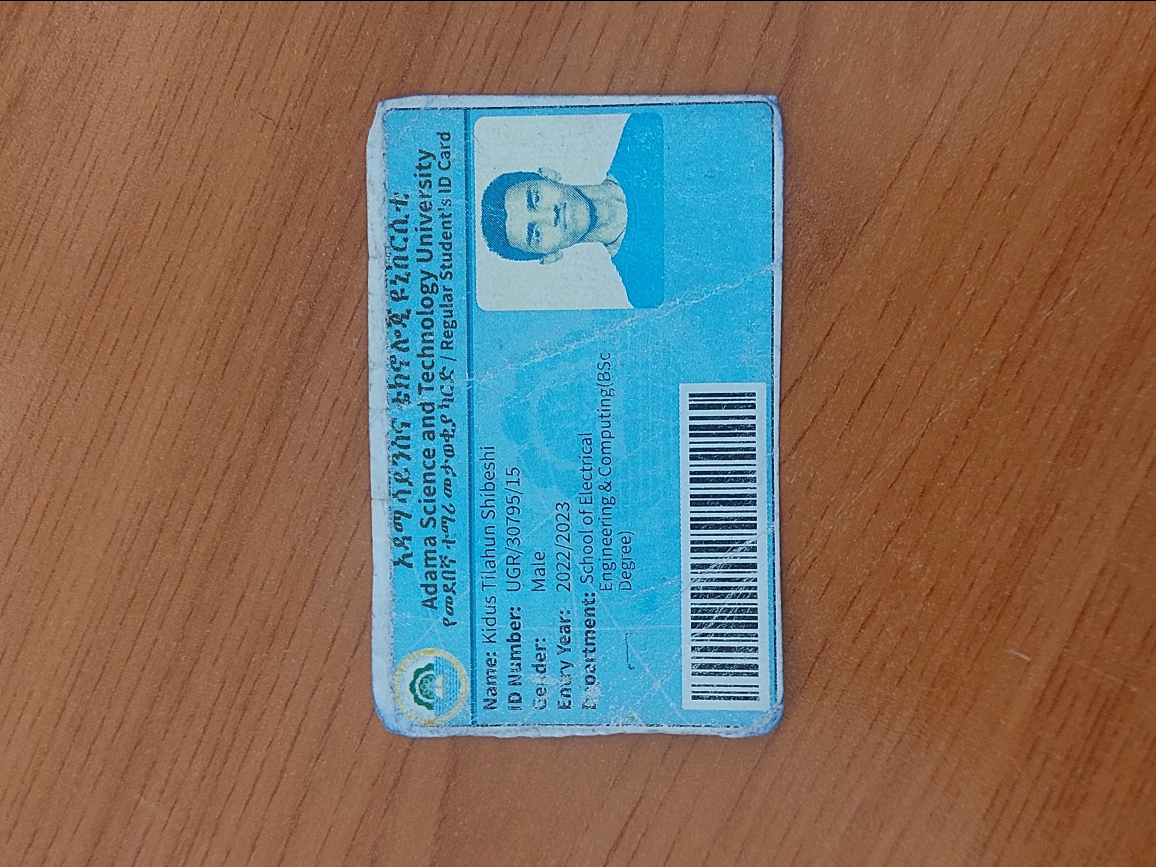 አዳማ ሳይንስና ቴክኖሎጂ ዩኒቨርሲቲ
Adama Science and Technology University
የመደበኛ ተማሪ መታወቂያ ካርድ / Regular Student's ID Card
Name: Kidus Tilahun Shibeshi
ID Number: UGR/30795/15
Gender: Male
Entry Year: 2022/2023
Department: School of Electrical
Engineering & Computing(BSc
Degree)